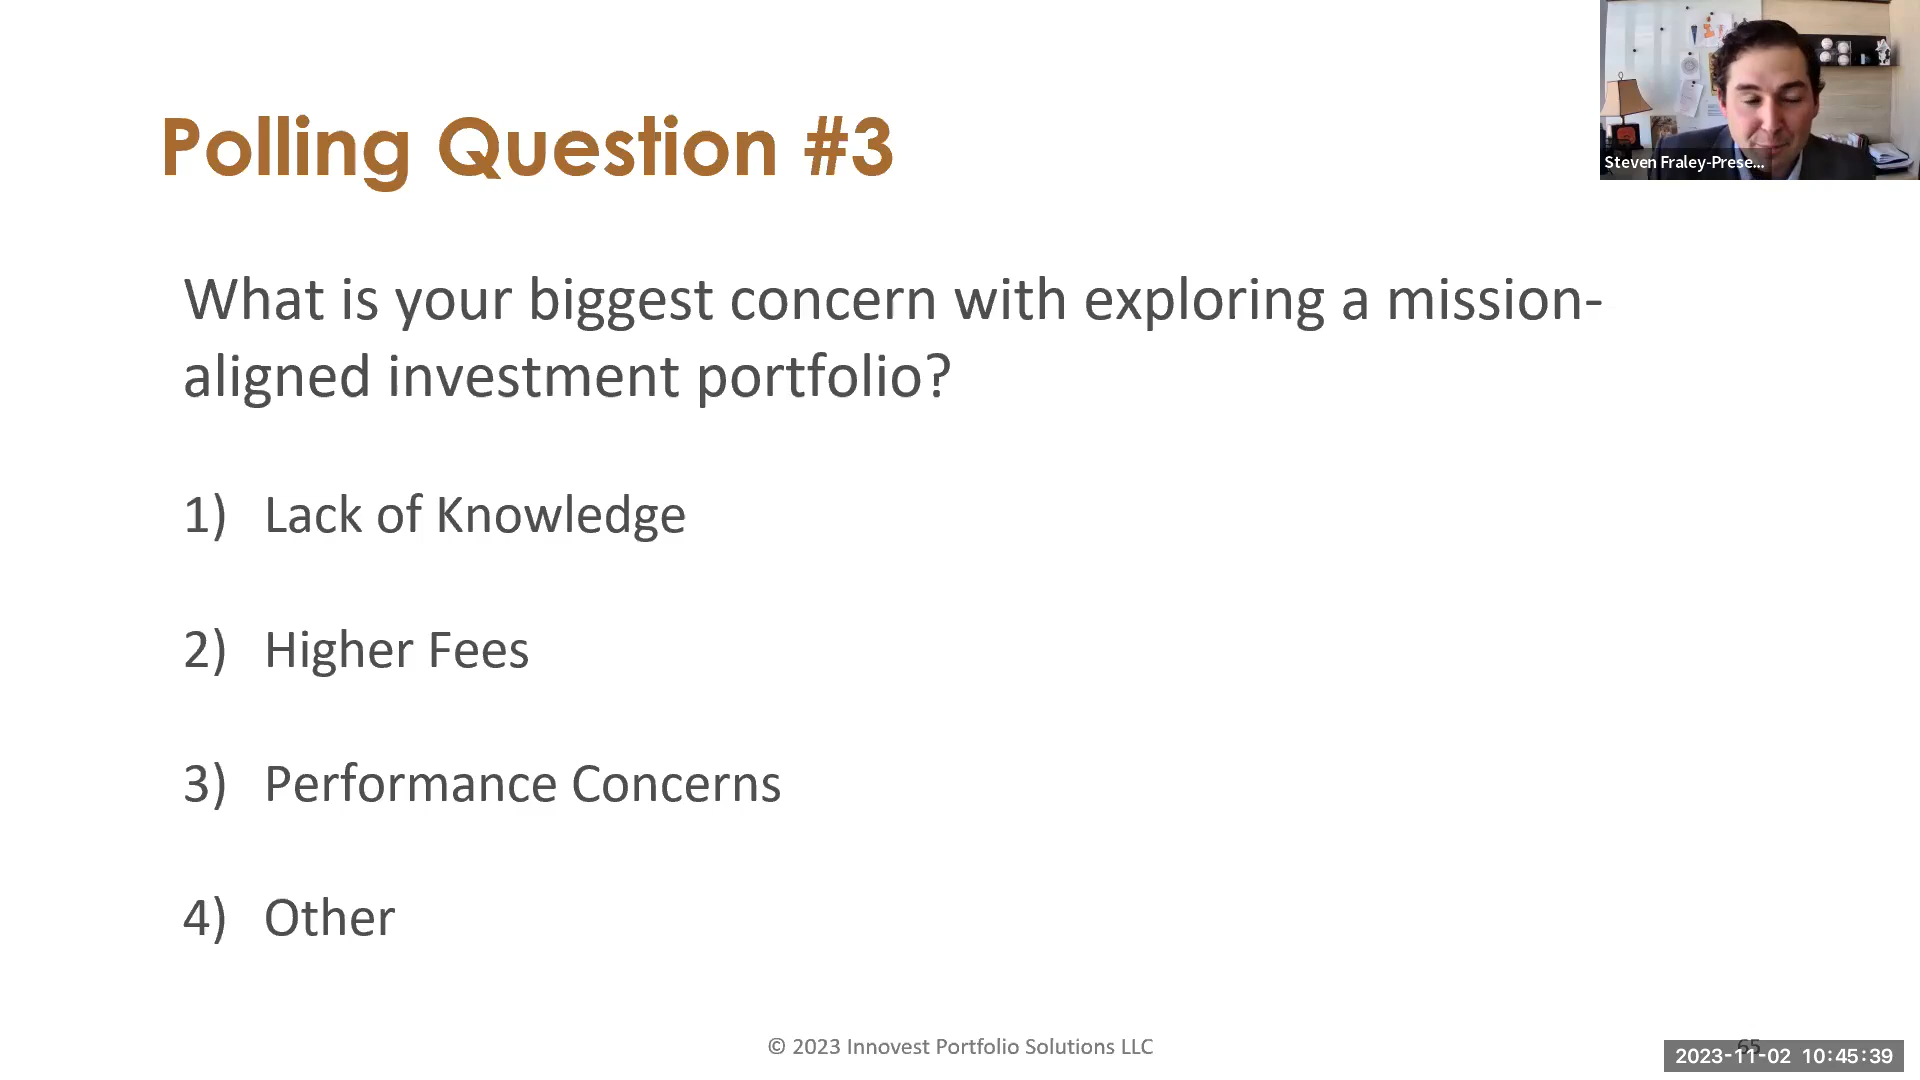 Polling Question #3
Steven Fraley-Prese...
What is your biggest concern with exploring a mission-
aligned investment portfolio?
1) Lack of Knowledge
2) Higher Fees
3) Performance Concerns
4) Other
© 2023 Innovest Portfolio Solutions LLC
65
2023-11-02 10:45:39